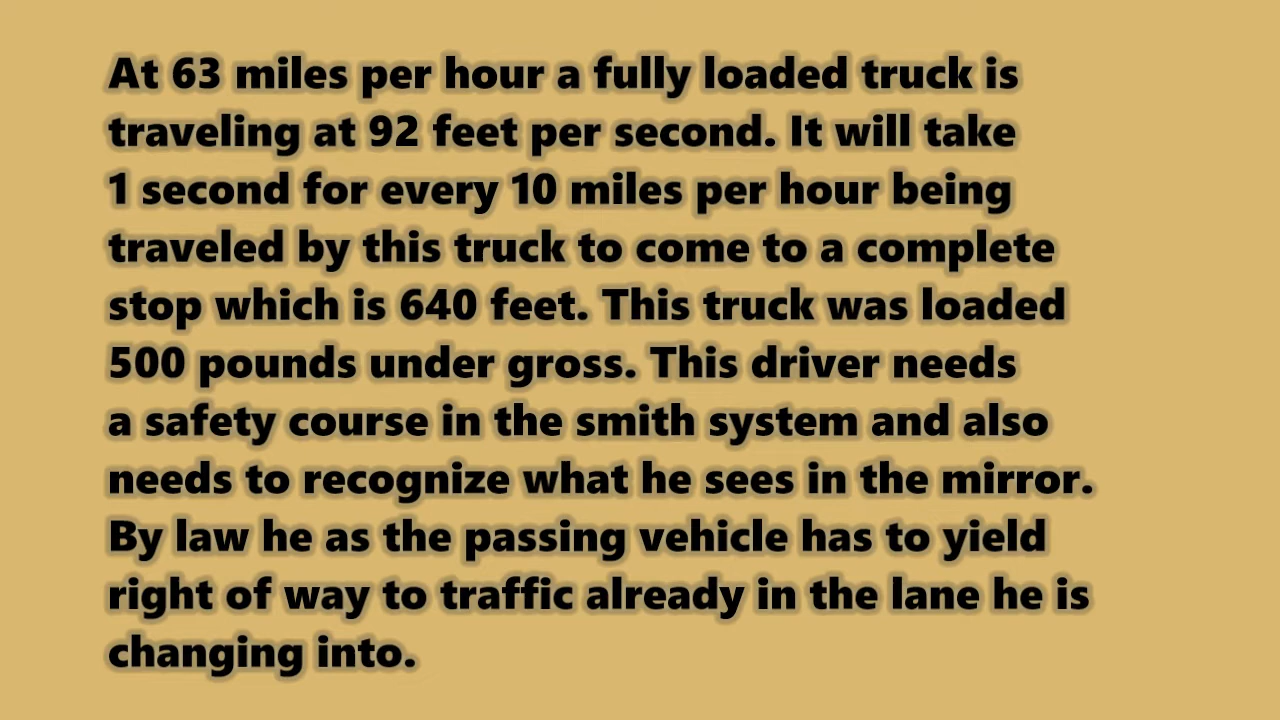 At 63 miles per hour a fully loaded truck is
traveling at 92 feet per second. It will take
1 second for every 10 miles per hour being
traveled by this truck to come to a complete
stop which is 640 feet. This truck was loaded
500 pounds under gross. This driver needs
a safety course in the smith system and also
needs to recognize what he sees in the mirror.
By law he as the passing vehicle has to yield
right of way to traffic already in the lane he is
changing into.